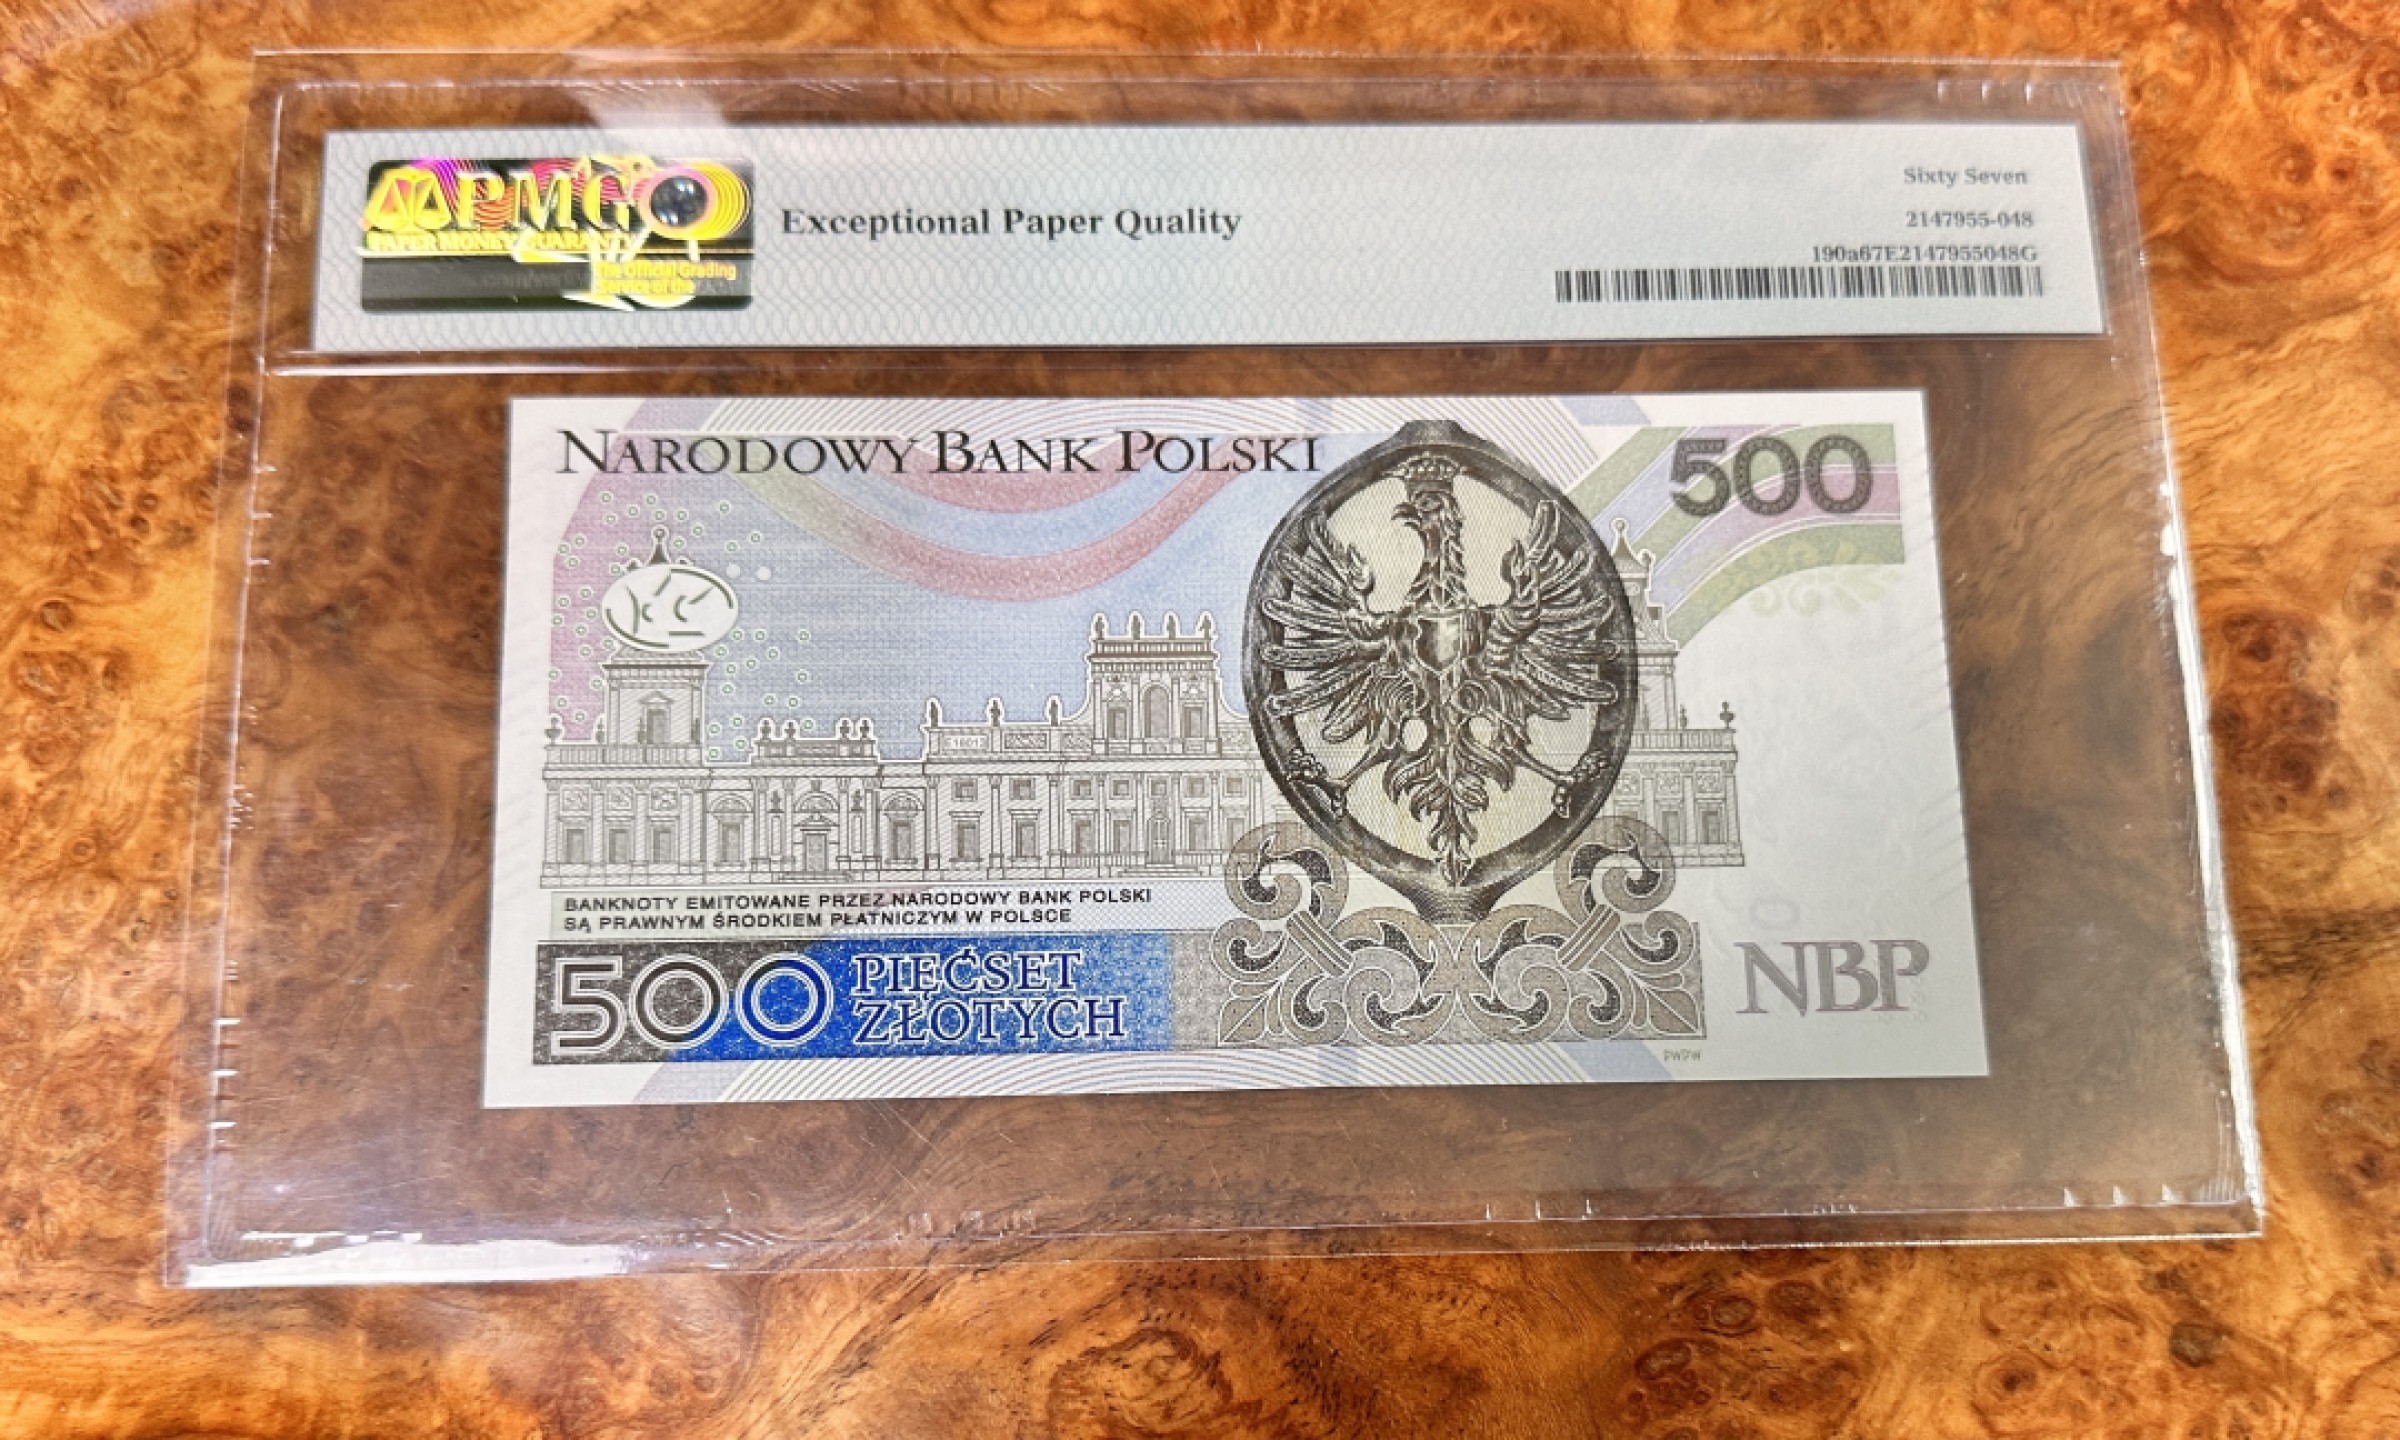 PMG
PAPER MONEY GUARANTY
The Official Grading
Service of the
Exceptional Paper Quality
Sixty Seven
2147955-048
190a67E2147955048G
NARODOWY BANK POLSKI
500
BANKNOTY EMITOWANE PRZEZ NARODOWY BANK POLSKI
SĄ PRAWNYM ŚRODKIEM PŁATNICZYM W POLSCE
500 PIĘĆSET
ZŁOTYCH
NBP
PWPW